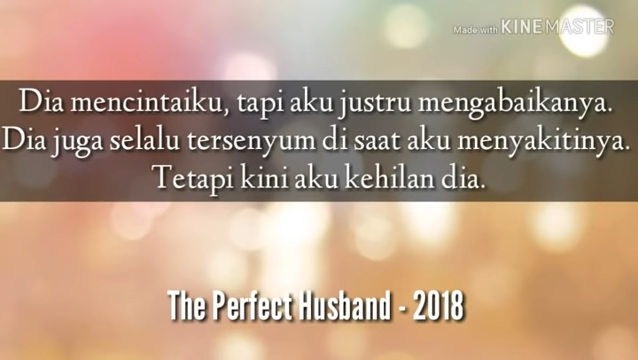 Made with KINEMASTER
Dia mencintaiku, tapi aku justru mengabaikanya.
Dia juga selalu tersenyum di saat aku menyakitinya.
Tetapi kini aku kehilan dia.
The Perfect Husband - 2018